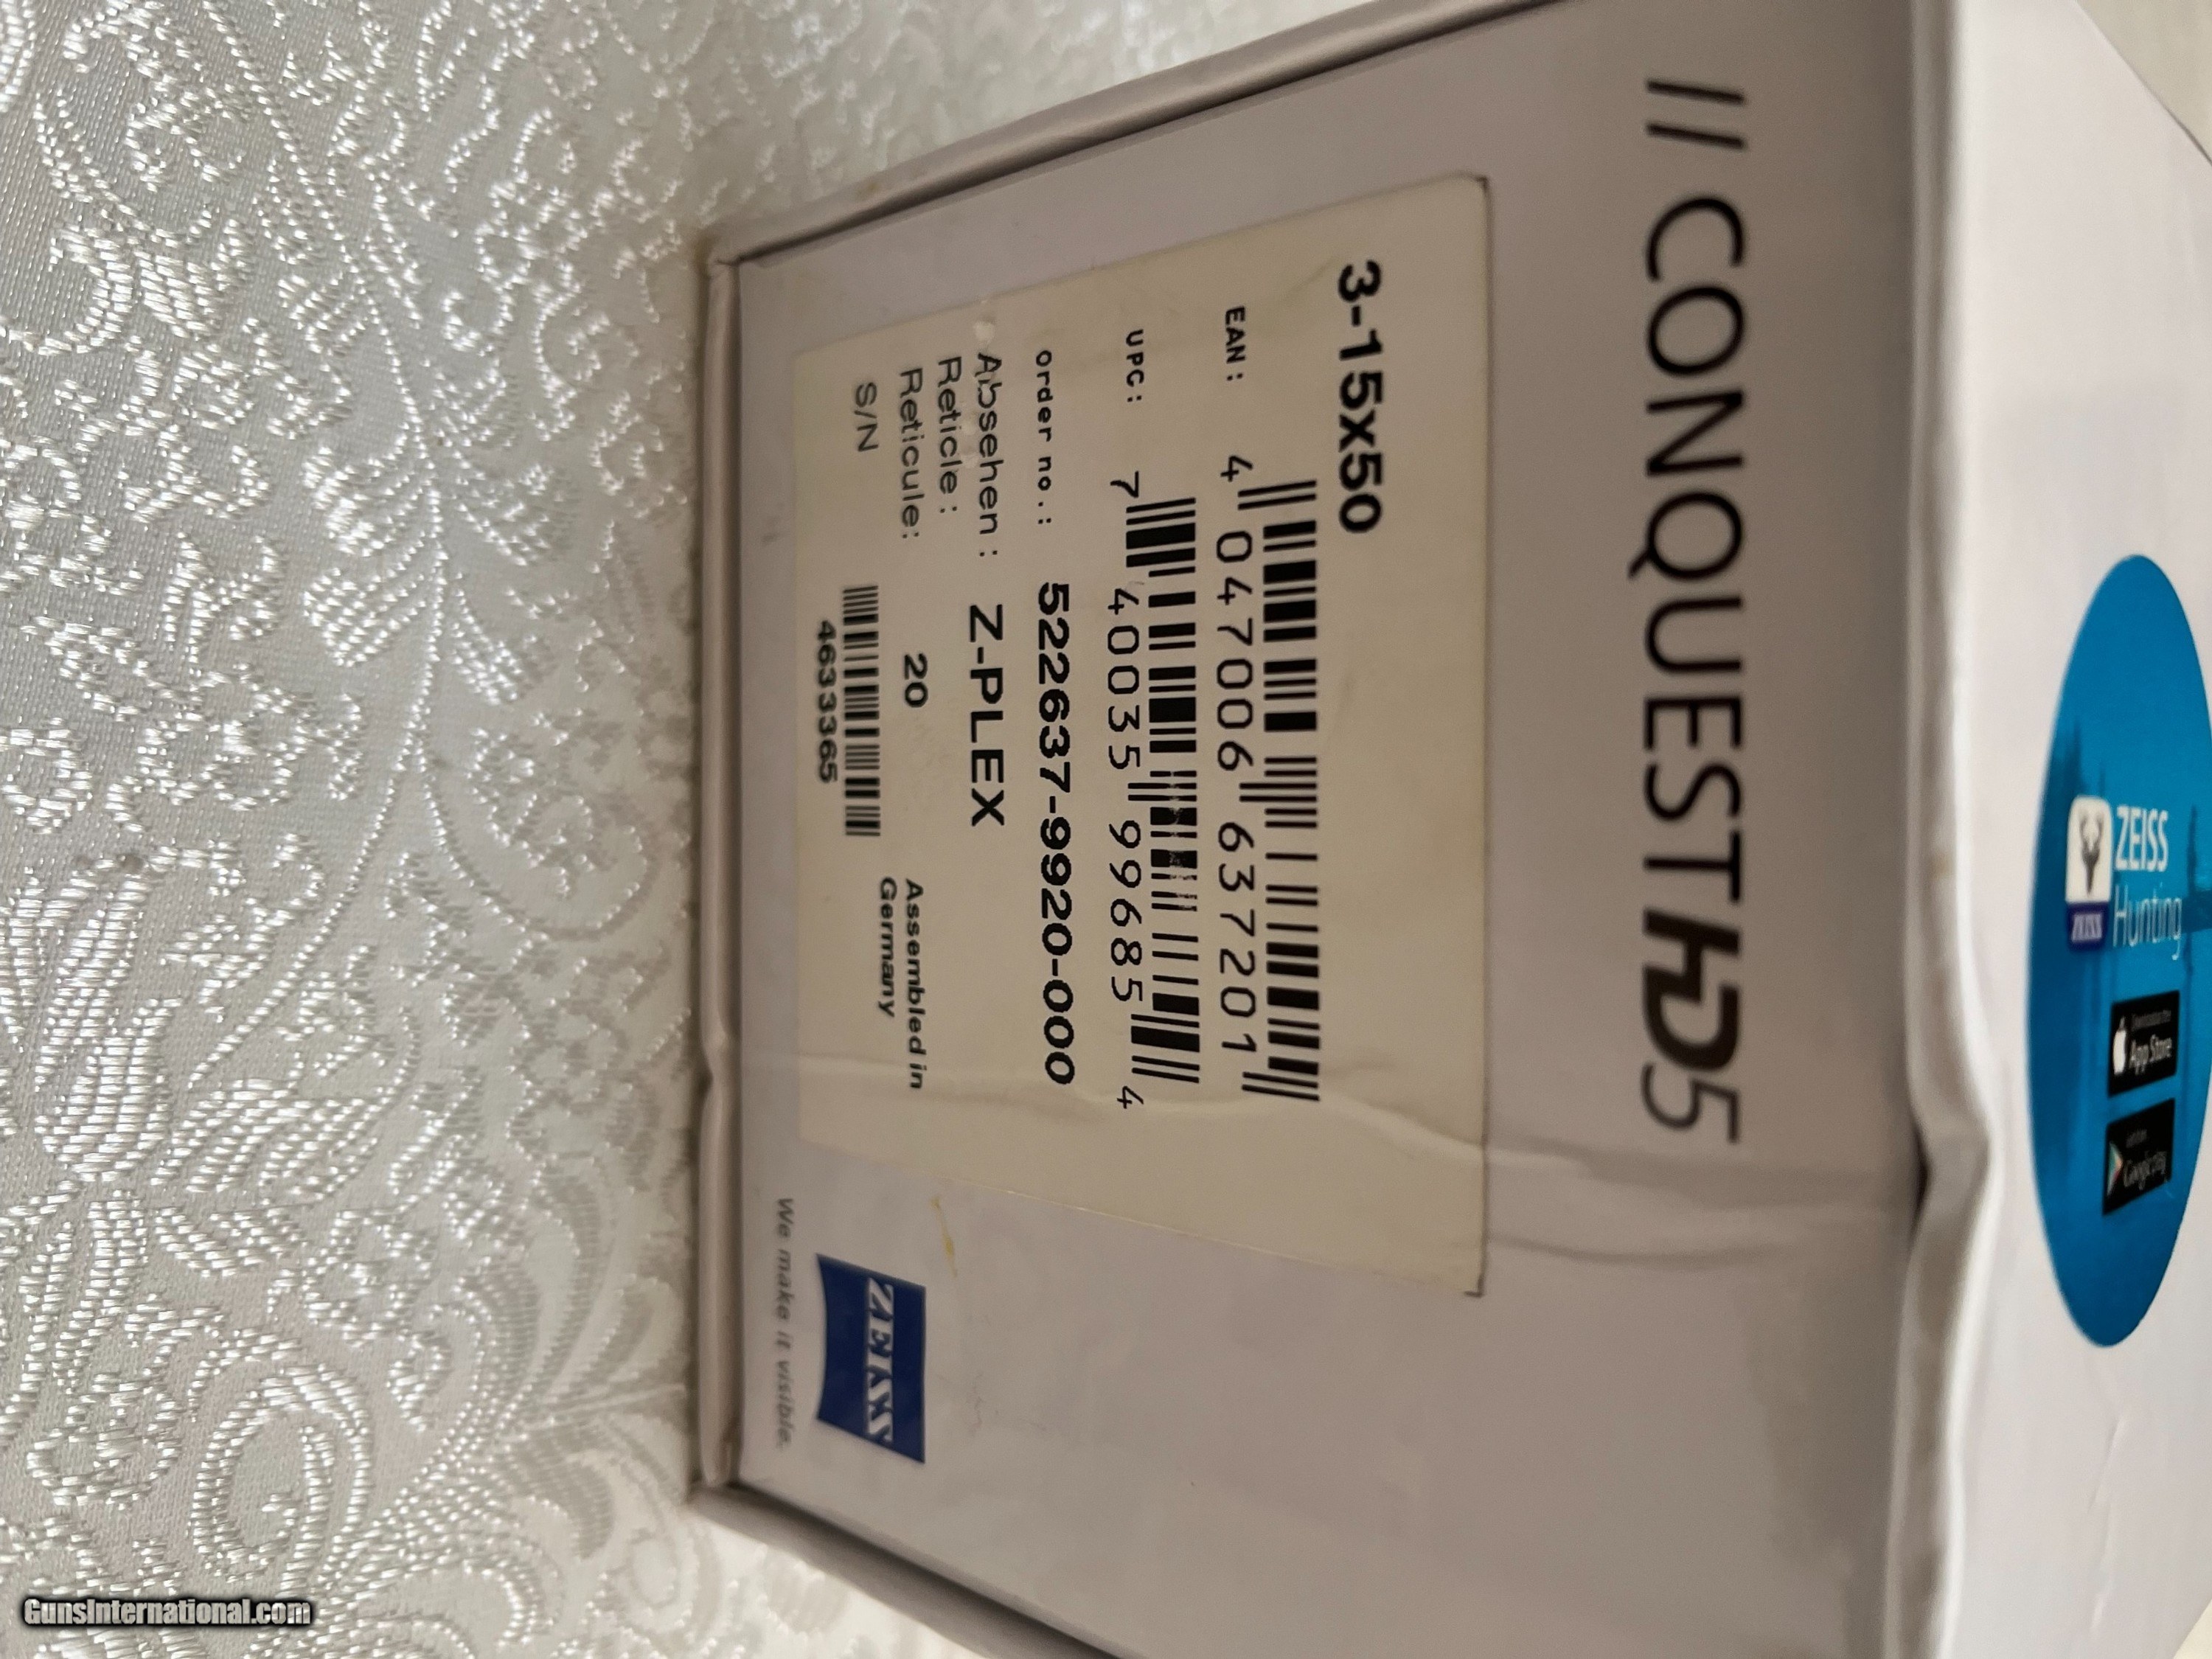 // CONQUEST HD5
3-15x50
EAN: 4 047006 637201
UPC: 7 40035 99685 4
Order no.: 522637-9920-000
Absehen: Z-PLEX
Reticle:
Reticule: 20
S/N
4633365
Assembled in
Germany
ZEISS
We make it visible.
ZEISS
Hunting
ZEISS
App Store
Google play
GunsInternational.com